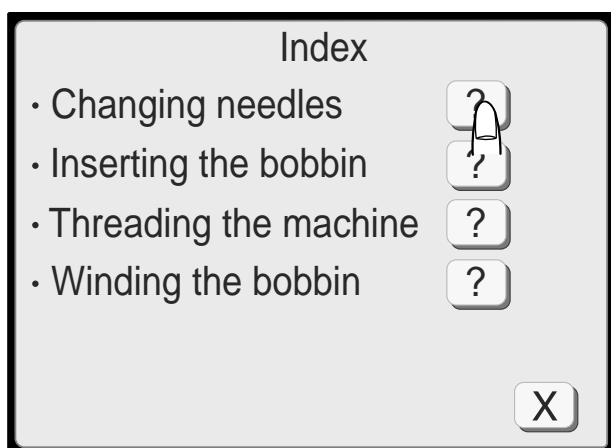 Index
· Changing needles ?
· Inserting the bobbin ?
· Threading the machine ?
· Winding the bobbin ?
X